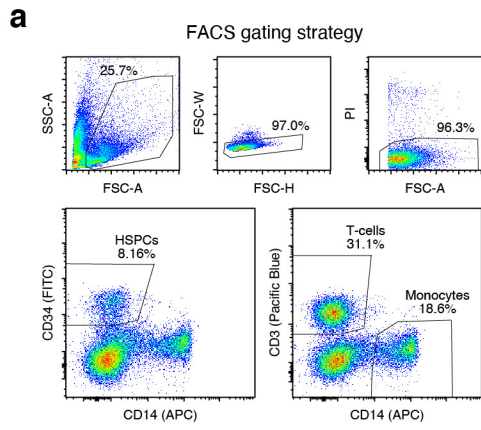 a
FACS gating strategy
25.7%
SSC-A
FSC-A
97.0%
FSC-W
FSC-H
96.3%
PI
FSC-A
HSPCs
8.16%
CD34 (FITC)
CD14 (APC)
T-cells
31.1%
Monocytes
18.6%
CD3 (Pacific Blue)
CD14 (APC)